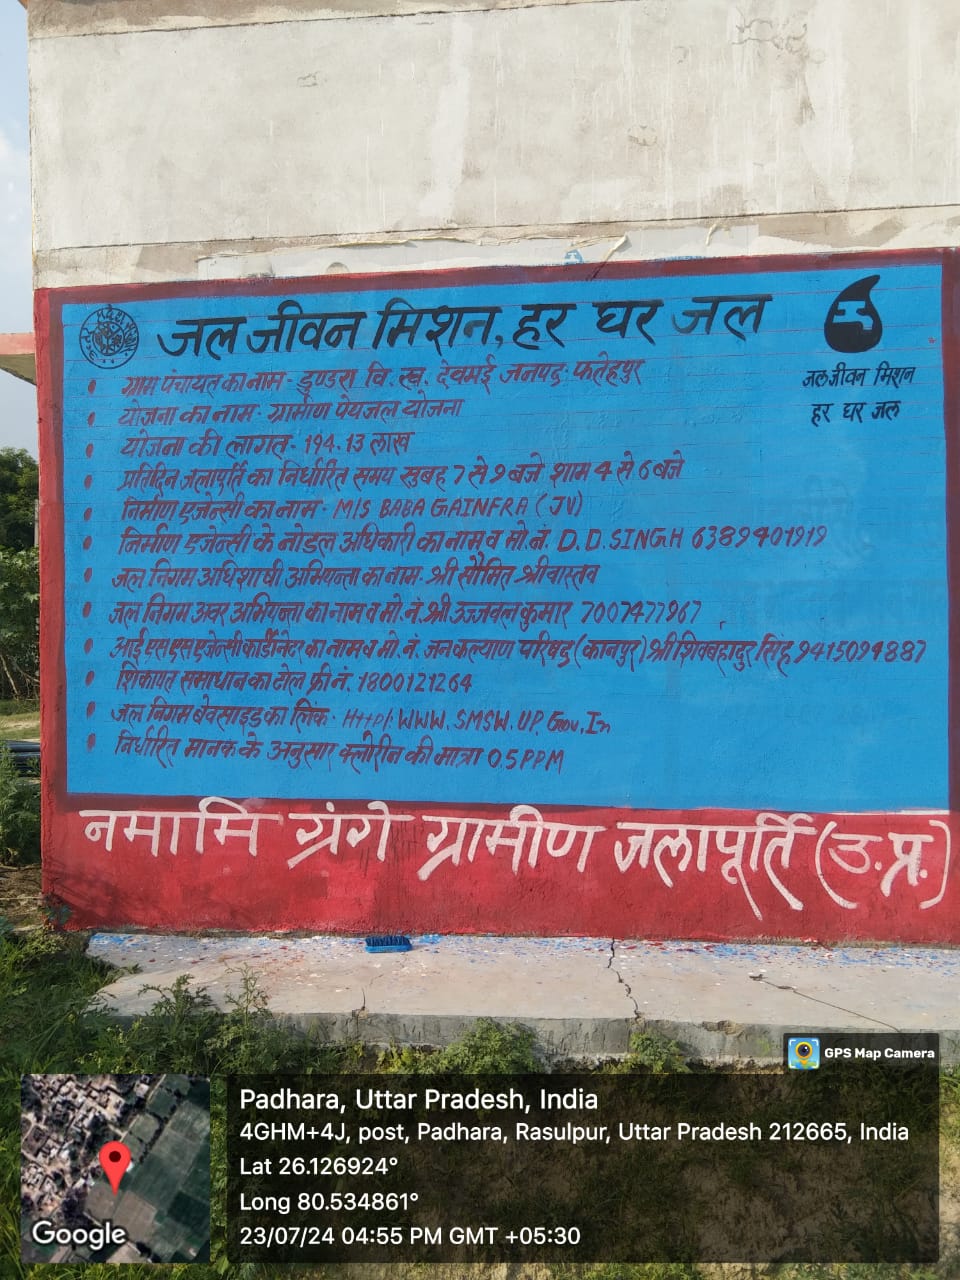 जल जीवन मिशन, हर घर जल
जल जीवन मिशन
हर घर जल
ग्राम पंचायत का नाम- डुण्डरा वि. ख. देवमई जनपद- फतेहपुर
योजना का नाम- ग्रामीण पेयजल योजना
योजना की लागत- 194.13 लाख
प्रतिदिन जलापूर्ति का निर्धारित समय सुबह 7 से 9 बजे शाम 4 से 6 बजे
निर्माण एजेन्सी का नाम- M/S BABA GAINFRA (JV)
निर्माण एजेन्सी के नोडल अधिकारी का नाम व मो.नं. D.D.SINGH 6389401919
जल निगम अधिशाषी अभियन्ता का नाम- श्री सौमित्र श्रीवास्तव
जल निगम अवर अभियन्ता का नाम व मो.नं. श्री उज्जवल कुमार 7007477967
आई एस एस एजेन्सी कार्डीनेटर का नाम व मो.नं. जन कल्याण परिषद (कानपुर) श्री शिवबहादुर सिंह 9415094887
शिकायत समाधान का टोल फ्री नं. 1800121264
जल निगम वेवसाइड का लिंक- Http/:WWW.SMSW.UP.Gov.In
निर्धारित मानक के अनुसार क्लोरीन की मात्रा 0.5PPM
नमामि गंगे ग्रामीण जलापूर्ति (उ.प्र.)
GPS Map Camera
Padhara, Uttar Pradesh, India
4GHM+4J, post, Padhara, Rasulpur, Uttar Pradesh 212665, India
Lat 26.126924°
Long 80.534861°
23/07/24 04:55 PM GMT +05:30
Google